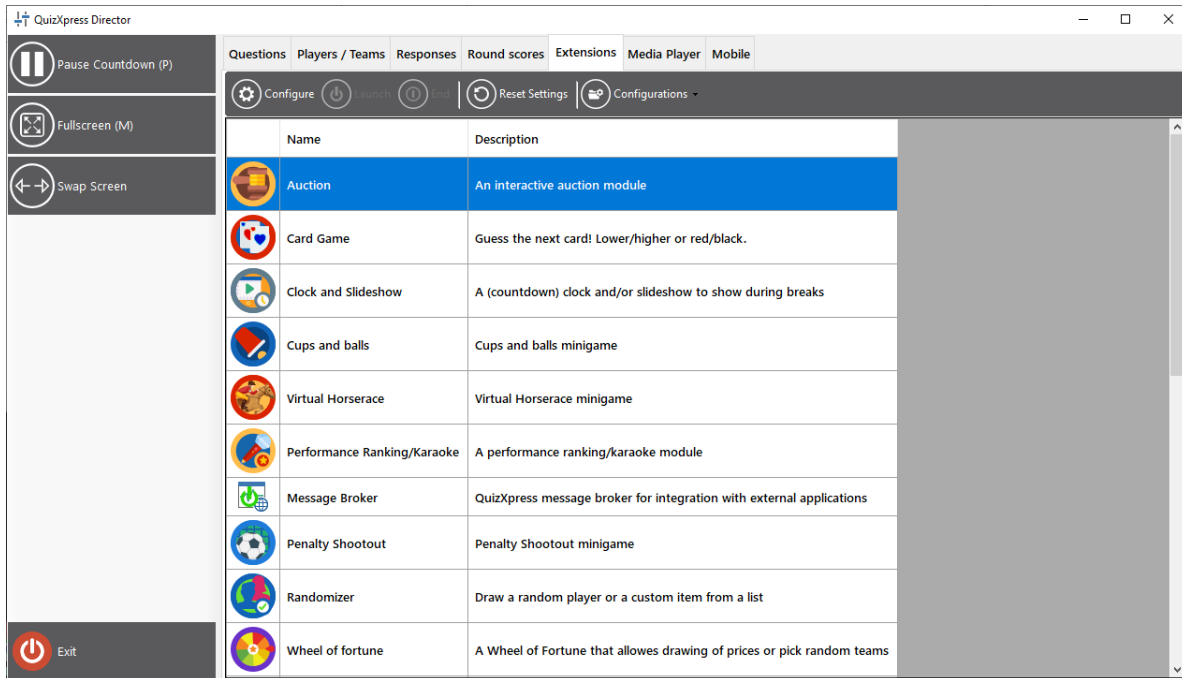 QuizXpress Director
Pause Countdown (P)
Fullscreen (M)
Swap Screen
Exit
Questions Players / Teams Responses Round scores Extensions Media Player Mobile
Configure Launch End Reset Settings Configurations
Name Description
Auction An interactive auction module
Card Game Guess the next card! Lower/higher or red/black.
Clock and Slideshow A (countdown) clock and/or slideshow to show during breaks
Cups and balls Cups and balls minigame
Virtual Horserace Virtual Horserace minigame
Performance Ranking/Karaoke A performance ranking/karaoke module
Message Broker QuizXpress message broker for integration with external applications
Penalty Shootout Penalty Shootout minigame
Randomizer Draw a random player or a custom item from a list
Wheel of fortune A Wheel of Fortune that allowes drawing of prices or pick random teams